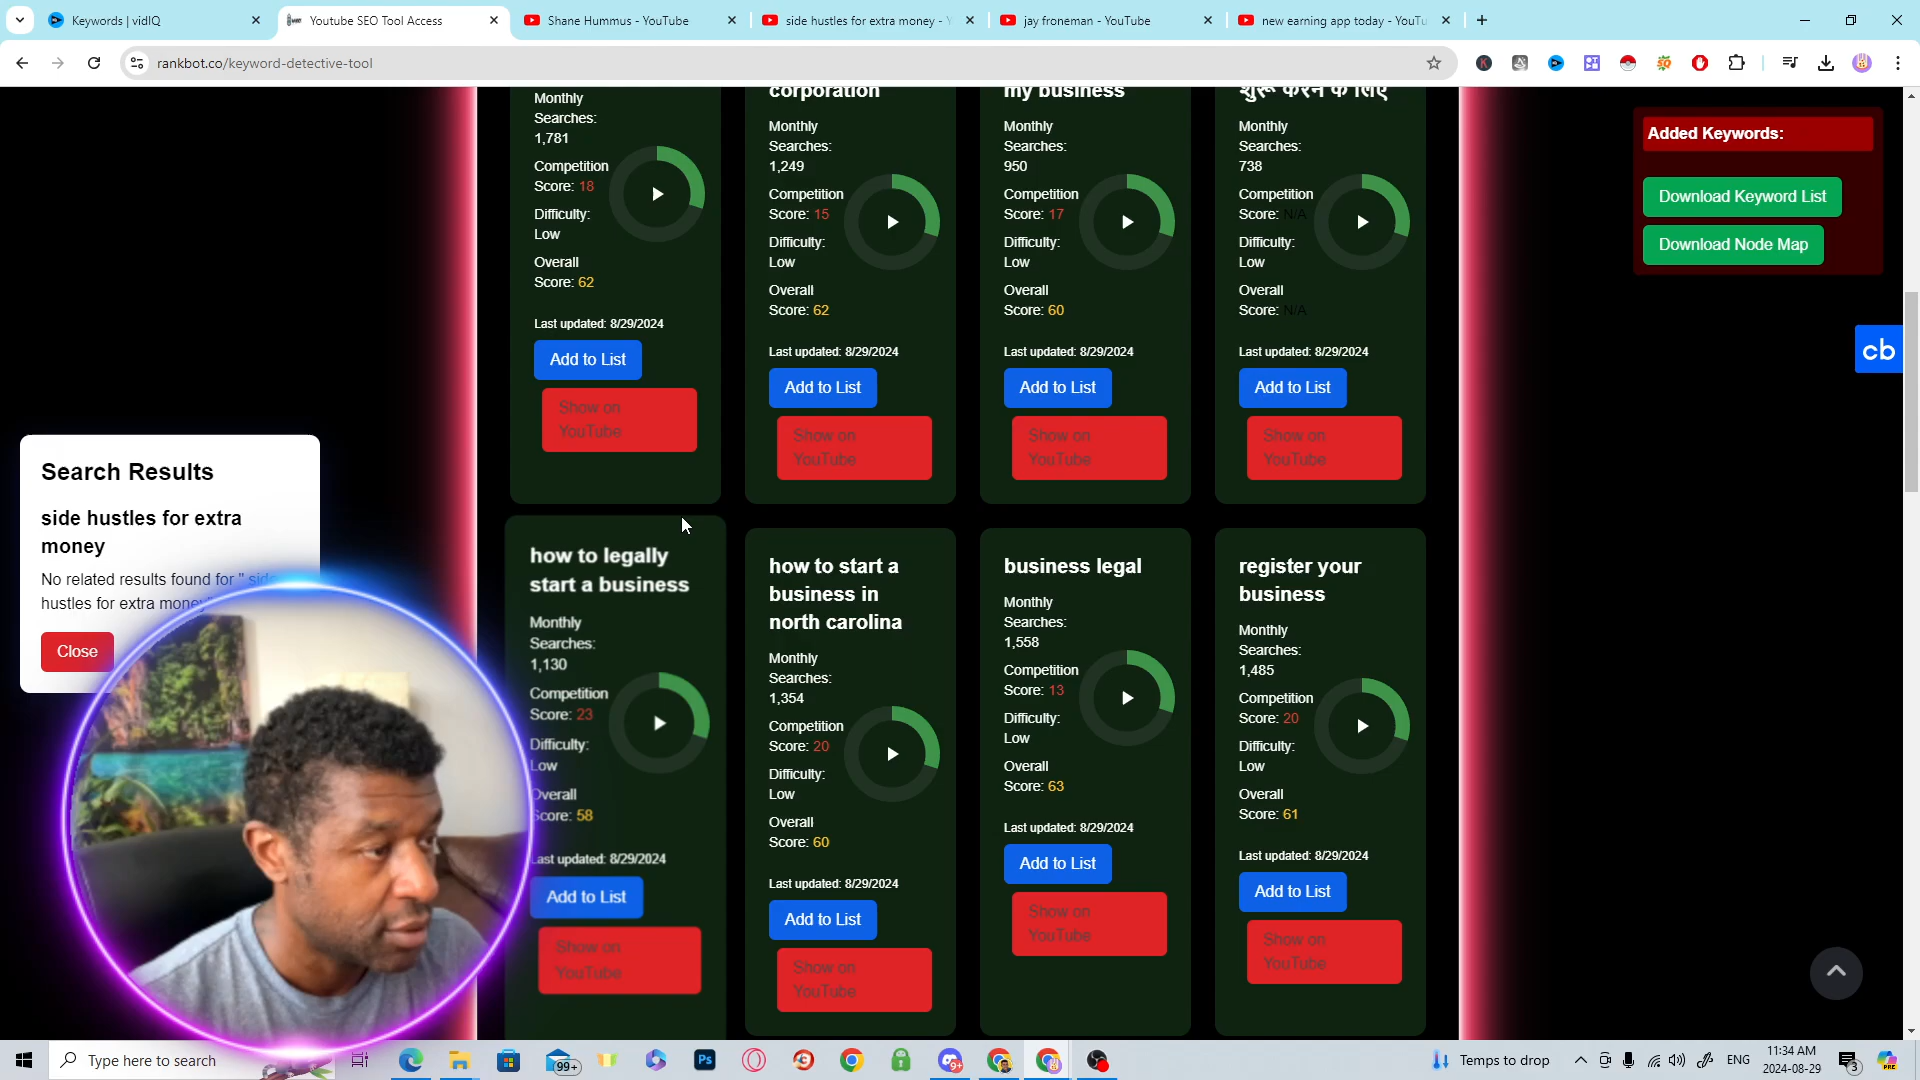 Keywords | vidIQ
Youtube SEO Tool Access
Shane Hummus - YouTube
side hustles for extra money - Y
jay froneman - YouTube
new earning app today - YouTu
rankbot.co/keyword-detective-tool
Monthly
Searches:
1,781
Competition
Score: 18
Difficulty:
Low
Overall
Score: 62
Last updated: 8/29/2024
Add to List
Show on
YouTube
corporation
Monthly
Searches:
1,249
Competition
Score: 15
Difficulty:
Low
Overall
Score: 62
Last updated: 8/29/2024
Add to List
Show on
YouTube
my business
Monthly
Searches:
950
Competition
Score: 17
Difficulty:
Low
Overall
Score: 60
Last updated: 8/29/2024
Add to List
Show on
YouTube
शुरू करने के लिए
Monthly
Searches:
738
Competition
Score: N/A
Difficulty:
Low
Overall
Score: N/A
Last updated: 8/29/2024
Add to List
Show on
YouTube
Added Keywords:
Download Keyword List
Download Node Map
cb
Search Results
side hustles for extra
money
No related results found for " side
hustles for extra money"
Close
how to legally
start a business
Monthly
Searches:
1,130
Competition
Score: 23
Difficulty:
Low
Overall
Score: 58
Last updated: 8/29/2024
Add to List
Show on
YouTube
how to start a
business in
north carolina
Monthly
Searches:
1,354
Competition
Score: 20
Difficulty:
Low
Overall
Score: 60
Last updated: 8/29/2024
Add to List
Show on
YouTube
business legal
Monthly
Searches:
1,558
Competition
Score: 13
Difficulty:
Low
Overall
Score: 63
Last updated: 8/29/2024
Add to List
Show on
YouTube
register your
business
Monthly
Searches:
1,485
Competition
Score: 20
Difficulty:
Low
Overall
Score: 61
Last updated: 8/29/2024
Add to List
Show on
YouTube
Type here to search
99+
Ps
9+
Temps to drop
ENG
11:34 AM
2024-08-29
3
PRE